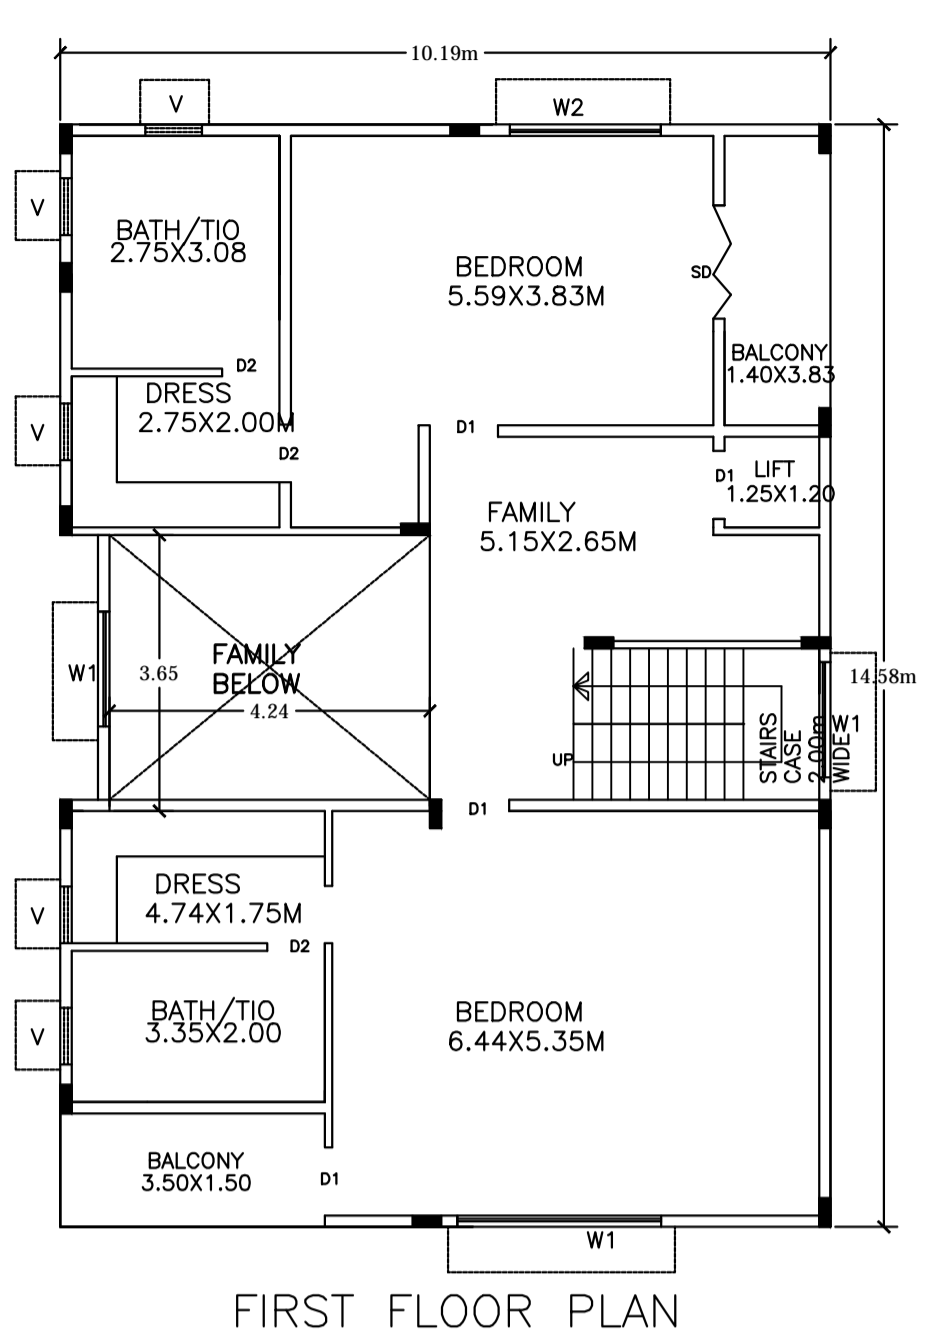 10.19m
V
W2
V
BATH/TIO
2.75X3.08
BEDROOM
5.59X3.83M
SD
BALCONY
1.40X3.83
D2
DRESS
2.75X2.00M
V
D1
D2
D1
LIFT
1.25X1.20
FAMILY
5.15X2.65M
W1
3.65
FAMILY
BELOW
4.24
14.58m
UP
STAIRS
CASE
2.00m
WIDE
W1
D1
DRESS
4.74X1.75M
V
D2
BATH/TIO
3.35X2.00
V
BEDROOM
6.44X5.35M
BALCONY
3.50X1.50
D1
W1
FIRST FLOOR PLAN